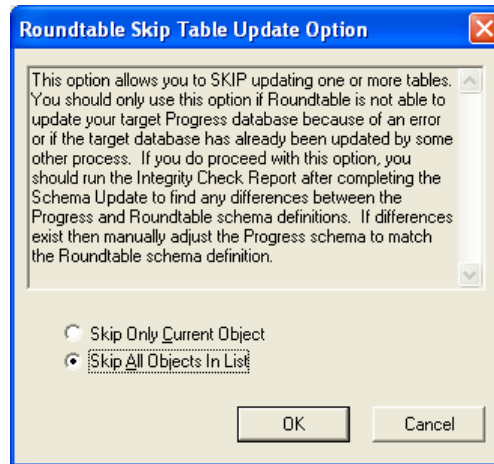 Roundtable Skip Table Update Option
This option allows you to SKIP updating one or more tables.
You should only use this option if Roundtable is not able to
update your target Progress database because of an error
or if the target database has already been updated by some
other process.  If you do proceed with this option, you
should run the Integrity Check Report after completing the
Schema Update to find any differences between the
Progress and Roundtable schema definitions.  If differences
exist then manually adjust the Progress schema to match
the Roundtable schema definition.
Skip Only Current Object
Skip All Objects In List
OK Cancel